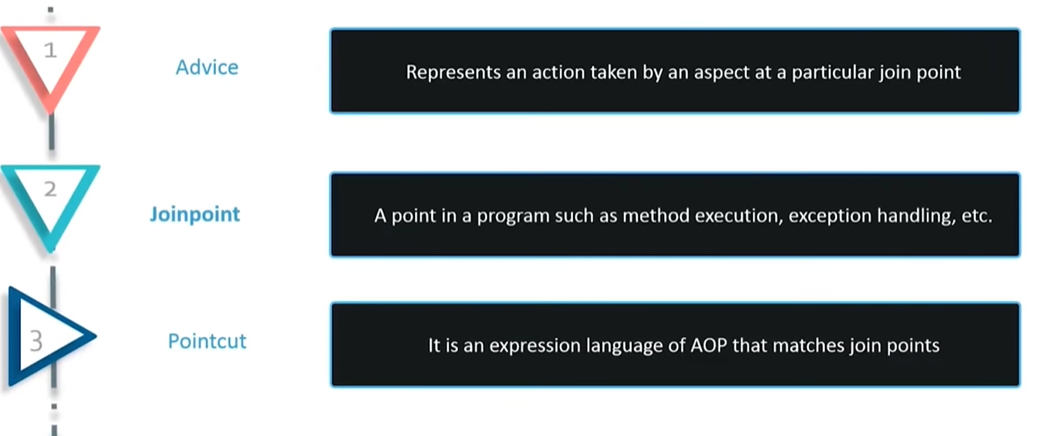 1
Advice
Represents an action taken by an aspect at a particular join point
2
Joinpoint
A point in a program such as method execution, exception handling, etc.
3
Pointcut
It is an expression language of AOP that matches join points